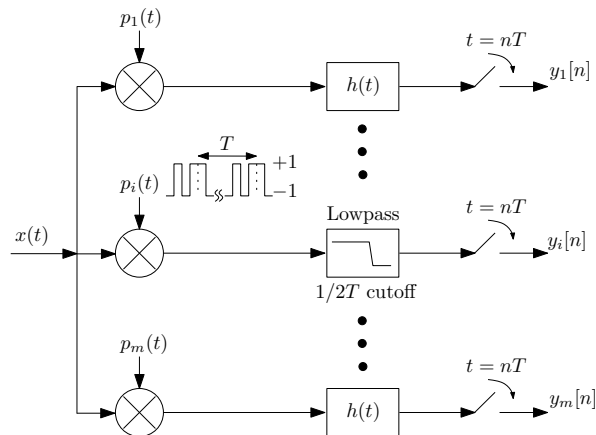 p₁(t)
t = nT
h(t)
y₁[n]
T
+1
−1
pᵢ(t)
Lowpass
t = nT
x(t)
yᵢ[n]
1/2T cutoff
pₘ(t)
t = nT
h(t)
yₘ[n]